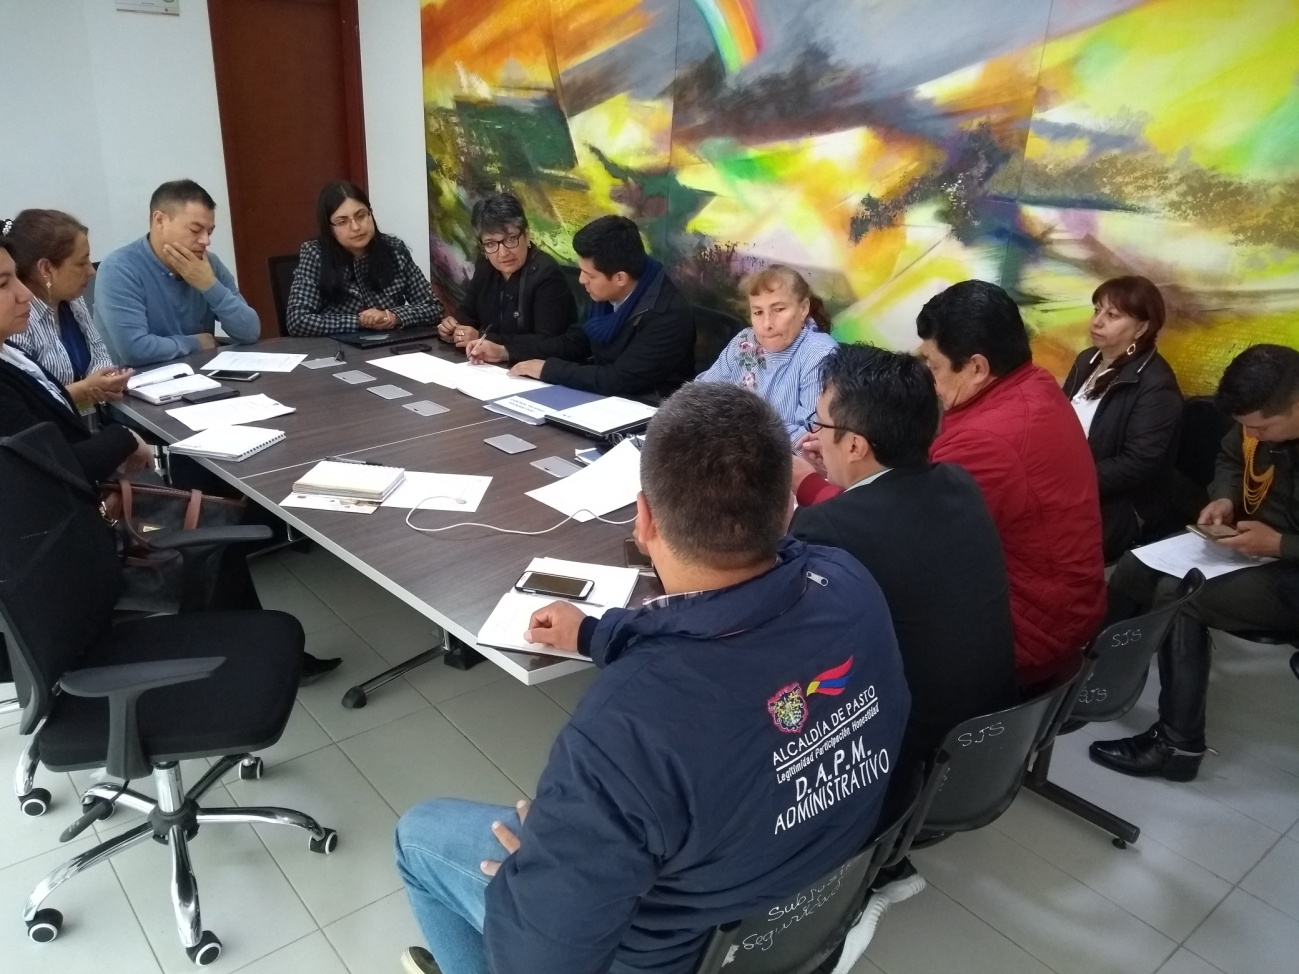 ALCALDÍA DE PASTO
Legitimidad Participación Honestidad
D.A.P.M.
ADMINISTRATIVO
SJS
SJS
SJS